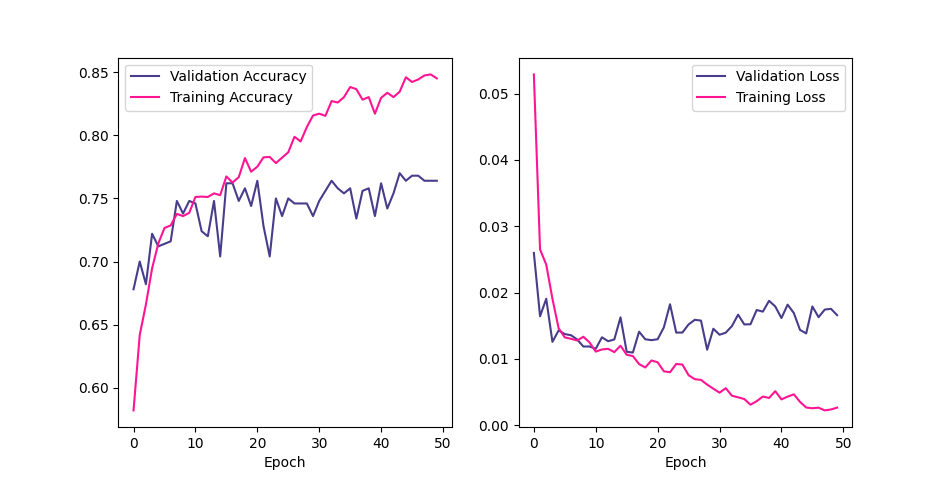 Validation Accuracy
Training Accuracy
0.85
0.80
0.75
0.70
0.65
0.60
0 10 20 30 40 50
Epoch
Validation Loss
Training Loss
0.05
0.04
0.03
0.02
0.01
0.00
0 10 20 30 40 50
Epoch